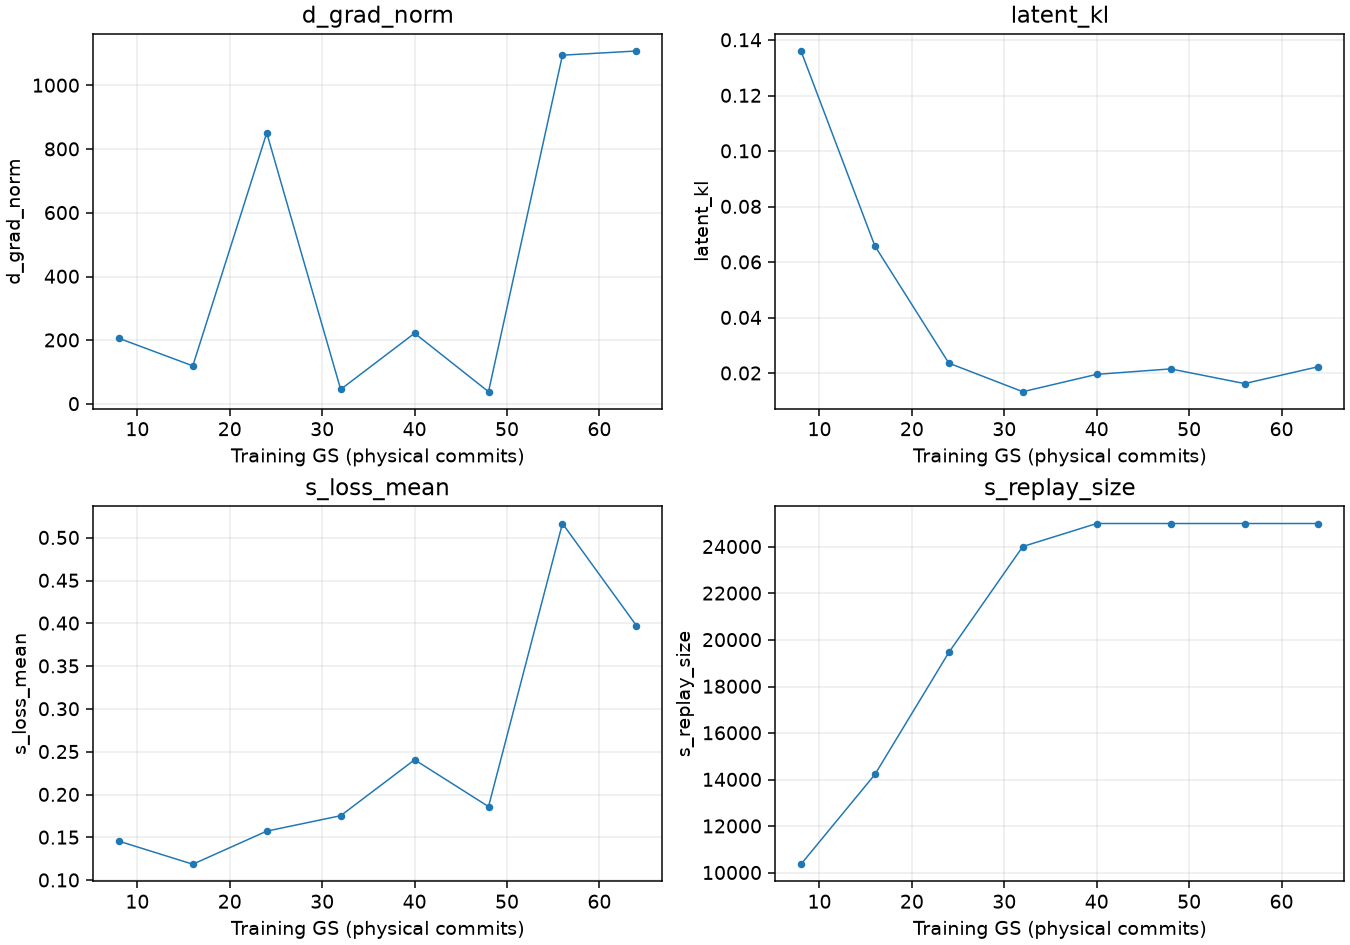 d_grad_norm
d_grad_norm
1000
800
600
400
200
0
10 20 30 40 50 60
Training GS (physical commits)
latent_kl
latent_kl
0.14
0.12
0.10
0.08
0.06
0.04
0.02
10 20 30 40 50 60
Training GS (physical commits)
s_loss_mean
s_loss_mean
0.50
0.45
0.40
0.35
0.30
0.25
0.20
0.15
0.10
10 20 30 40 50 60
Training GS (physical commits)
s_replay_size
s_replay_size
24000
22000
20000
18000
16000
14000
12000
10000
10 20 30 40 50 60
Training GS (physical commits)